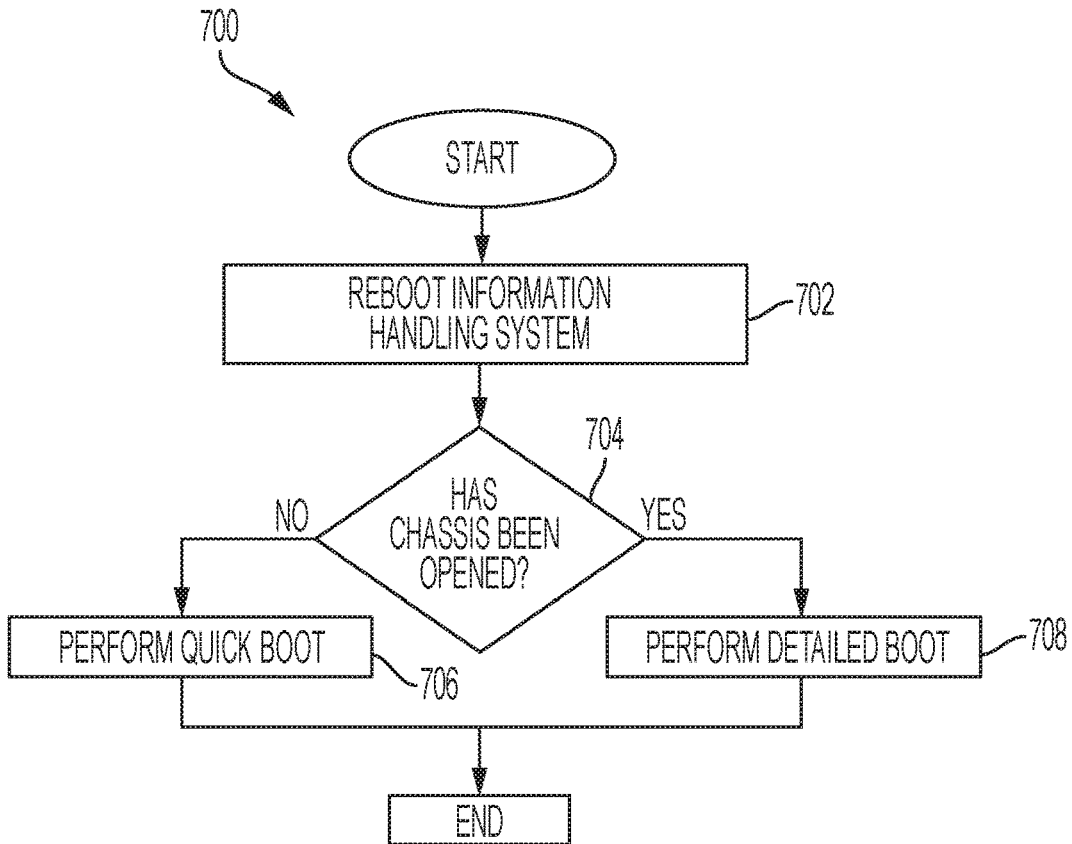 700
START
REBOOT INFORMATION
HANDLING SYSTEM
702
704
HAS
CHASSIS BEEN
OPENED?
NO
YES
PERFORM QUICK BOOT
706
PERFORM DETAILED BOOT
708
END